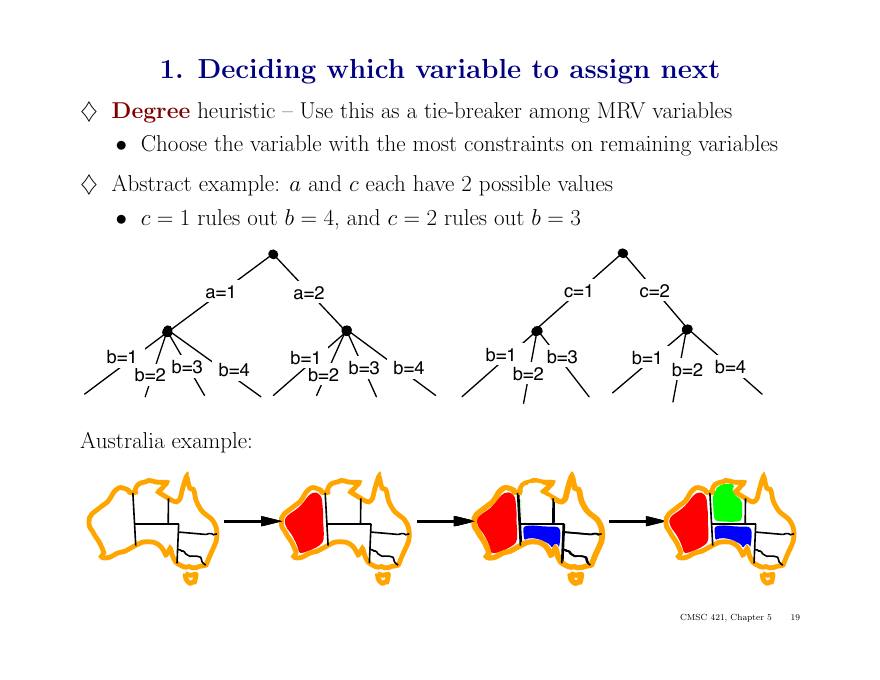 1. Deciding which variable to assign next
♢ Degree heuristic – Use this as a tie-breaker among MRV variables
• Choose the variable with the most constraints on remaining variables
♢ Abstract example: a and c each have 2 possible values
• c = 1 rules out b = 4, and c = 2 rules out b = 3
a=1 a=2 c=1 c=2
b=1 b=2 b=3 b=4 b=1 b=2 b=3 b=4 b=1 b=2 b=3 b=1 b=2 b=4
Australia example:
CMSC 421, Chapter 5 19